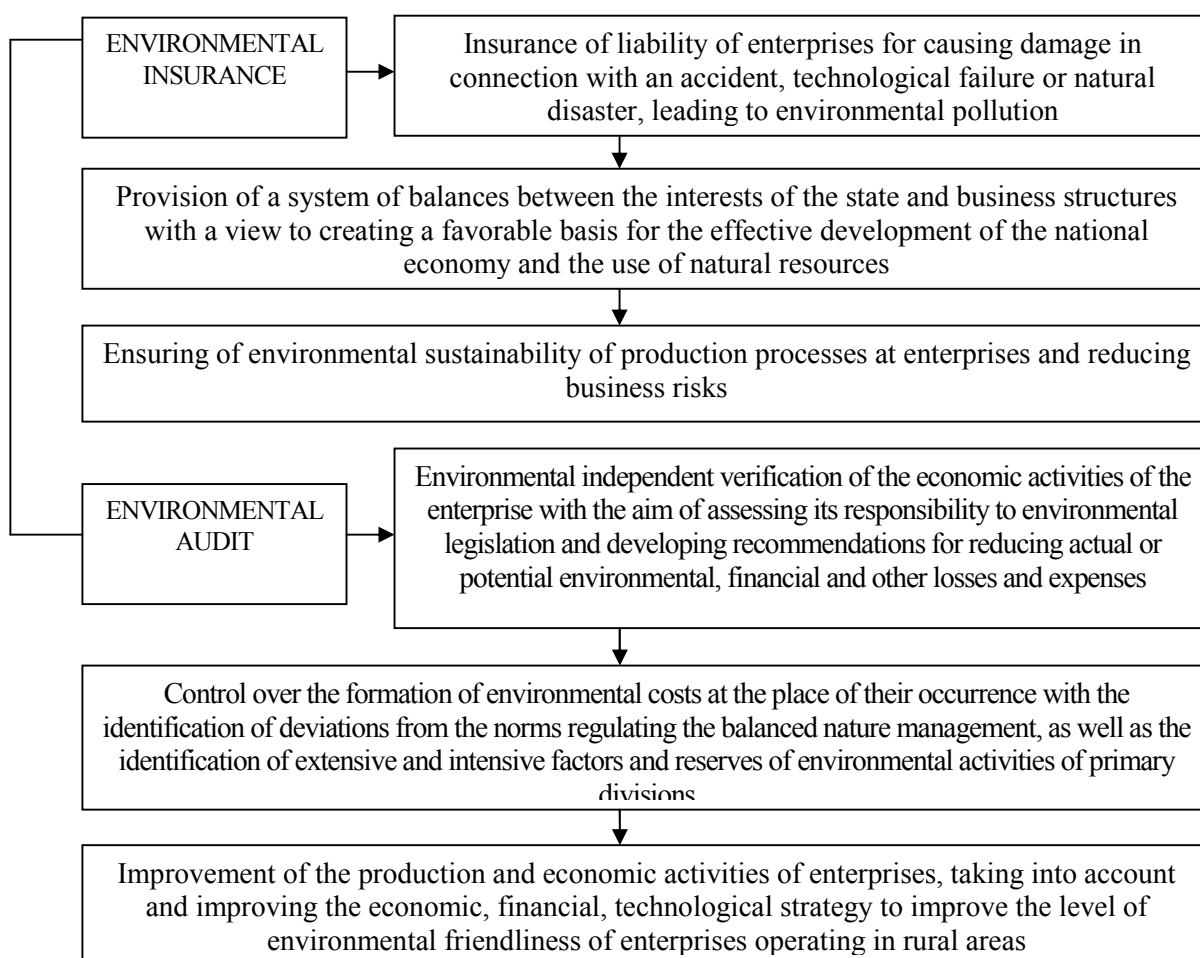 ENVIRONMENTAL
INSURANCE
Insurance of liability of enterprises for causing damage in
connection with an accident, technological failure or natural
disaster, leading to environmental pollution
Provision of a system of balances between the interests of the state and business structures
with a view to creating a favorable basis for the effective development of the national
economy and the use of natural resources
Ensuring of environmental sustainability of production processes at enterprises and reducing
business risks
ENVIRONMENTAL
AUDIT
Environmental independent verification of the economic activities of the
enterprise with the aim of assessing its responsibility to environmental
legislation and developing recommendations for reducing actual or
potential environmental, financial and other losses and expenses
Control over the formation of environmental costs at the place of their occurrence with the
identification of deviations from the norms regulating the balanced nature management, as well as the
identification of extensive and intensive factors and reserves of environmental activities of primary
divisions
Improvement of the production and economic activities of enterprises, taking into account
and improving the economic, financial, technological strategy to improve the level of
environmental friendliness of enterprises operating in rural areas